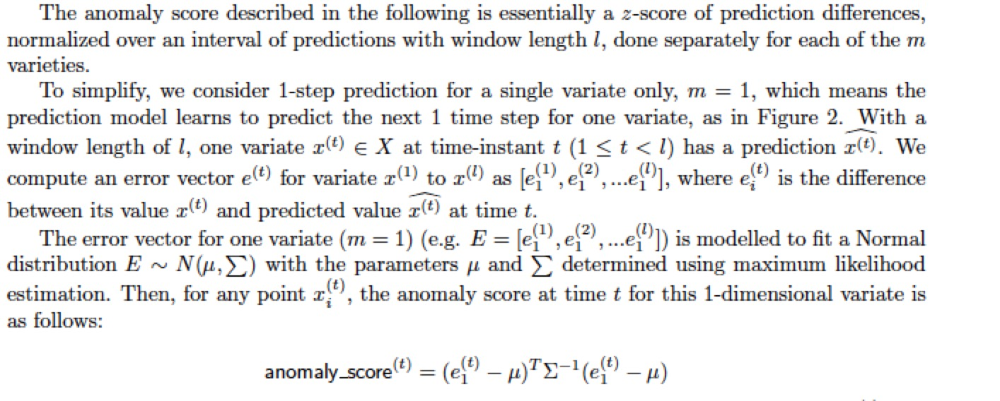 The anomaly score described in the following is essentially a z-score of prediction differences,
normalized over an interval of predictions with window length l, done separately for each of the m
varieties.
To simplify, we consider 1-step prediction for a single variate only, m = 1, which means the
prediction model learns to predict the next 1 time step for one variate, as in Figure 2. With a
window length of l, one variate $x^{(t)} \in X$ at time-instant t $(1 \leq t < l)$ has a prediction $\widehat{x^{(t)}}$. We
compute an error vector $e^{(t)}$ for variate $x^{(1)}$ to $x^{(l)}$ as $[e_1^{(1)}, e_1^{(2)}, ...e_1^{(l)}]$, where $e_i^{(t)}$ is the difference
between its value $x^{(t)}$ and predicted value $\widehat{x^{(t)}}$ at time t.
The error vector for one variate (m = 1) (e.g. $E = [e_1^{(1)}, e_1^{(2)}, ...e_1^{(l)}]$) is modelled to fit a Normal
distribution $E \sim N(\mu, \sum)$ with the parameters $\mu$ and $\sum$ determined using maximum likelihood
estimation. Then, for any point $x_i^{(t)}$, the anomaly score at time t for this 1-dimensional variate is
as follows:
$\text{anomaly\_score}^{(t)} = (e_1^{(t)} - \mu)^T \Sigma^{-1} (e_1^{(t)} - \mu)$